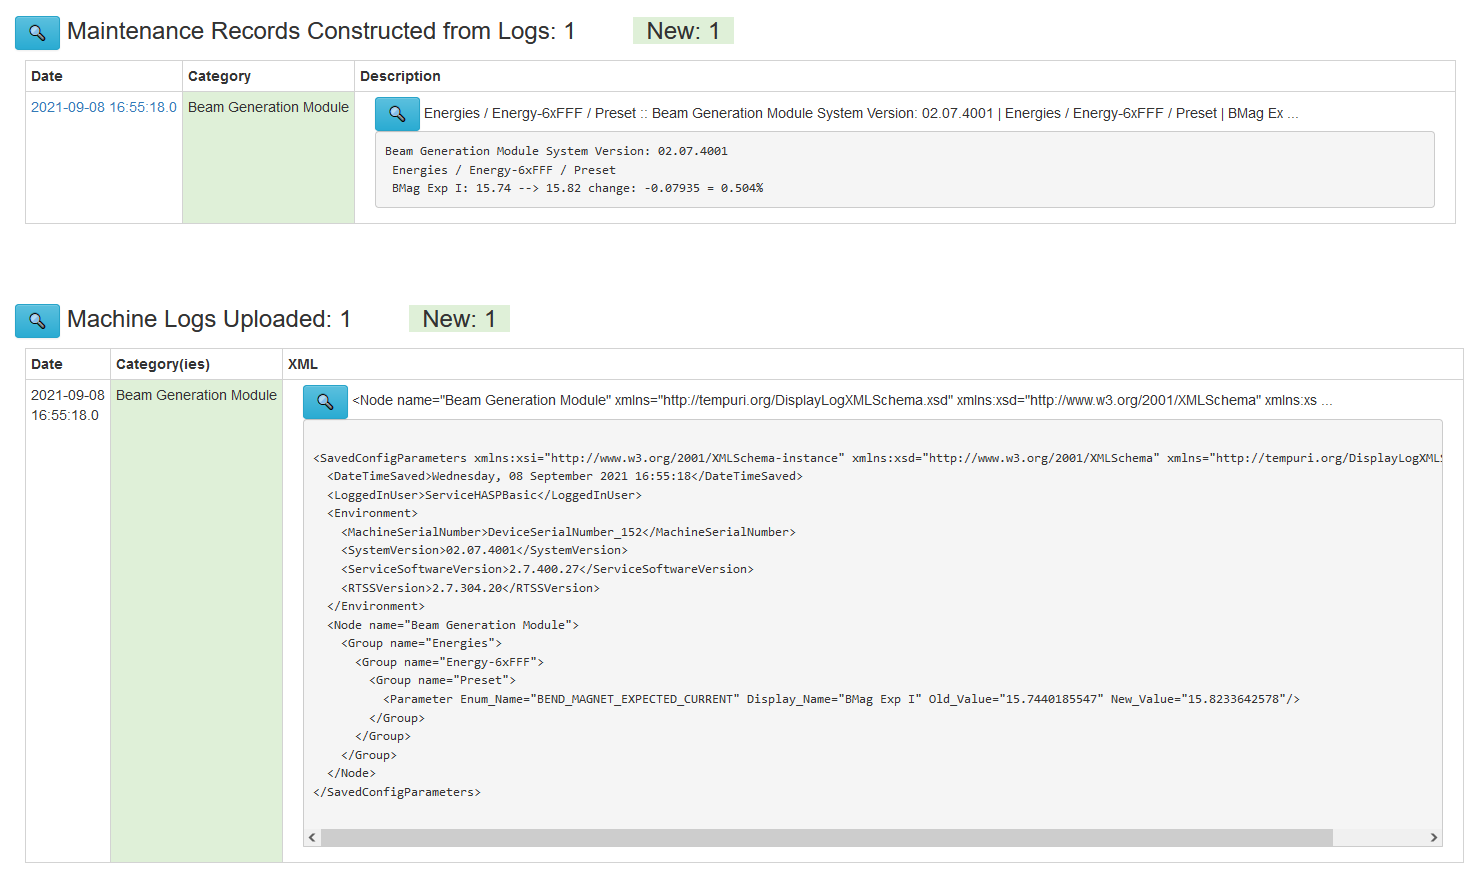 Maintenance Records Constructed from Logs: 1 New: 1
Date Category Description
2021-09-08 16:55:18.0 Beam Generation Module Energies / Energy-6xFFF / Preset :: Beam Generation Module System Version: 02.07.4001 | Energies / Energy-6xFFF / Preset | BMag Ex ...
Beam Generation Module System Version: 02.07.4001
Energies / Energy-6xFFF / Preset
BMag Exp I: 15.74 --> 15.82 change: -0.07935 = 0.504%
Machine Logs Uploaded: 1 New: 1
Date Category(ies) XML
2021-09-08
16:55:18.0
Beam Generation Module
<Node name="Beam Generation Module" xmlns="http://tempuri.org/DisplayLogXMLSchema.xsd" xmlns:xsd="http://www.w3.org/2001/XMLSchema" xmlns:xs ...
<SavedConfigParameters xmlns:xsi="http://www.w3.org/2001/XMLSchema-instance" xmlns:xsd="http://www.w3.org/2001/XMLSchema" xmlns="http://tempuri.org/DisplayLogXML
<DateTimeSaved>Wednesday, 08 September 2021 16:55:18</DateTimeSaved>
<LoggedInUser>ServiceHASPBasic</LoggedInUser>
<Environment>
<MachineSerialNumber>DeviceSerialNumber_152</MachineSerialNumber>
<SystemVersion>02.07.4001</SystemVersion>
<ServiceSoftwareVersion>2.7.400.27</ServiceSoftwareVersion>
<RTSSVersion>2.7.304.20</RTSSVersion>
</Environment>
<Node name="Beam Generation Module">
<Group name="Energies">
<Group name="Energy-6xFFF">
<Group name="Preset">
<Parameter Enum_Name="BEND_MAGNET_EXPECTED_CURRENT" Display_Name="BMag Exp I" Old_Value="15.7440185547" New_Value="15.8233642578"/>
</Group>
</Group>
</Group>
</Node>
</SavedConfigParameters>